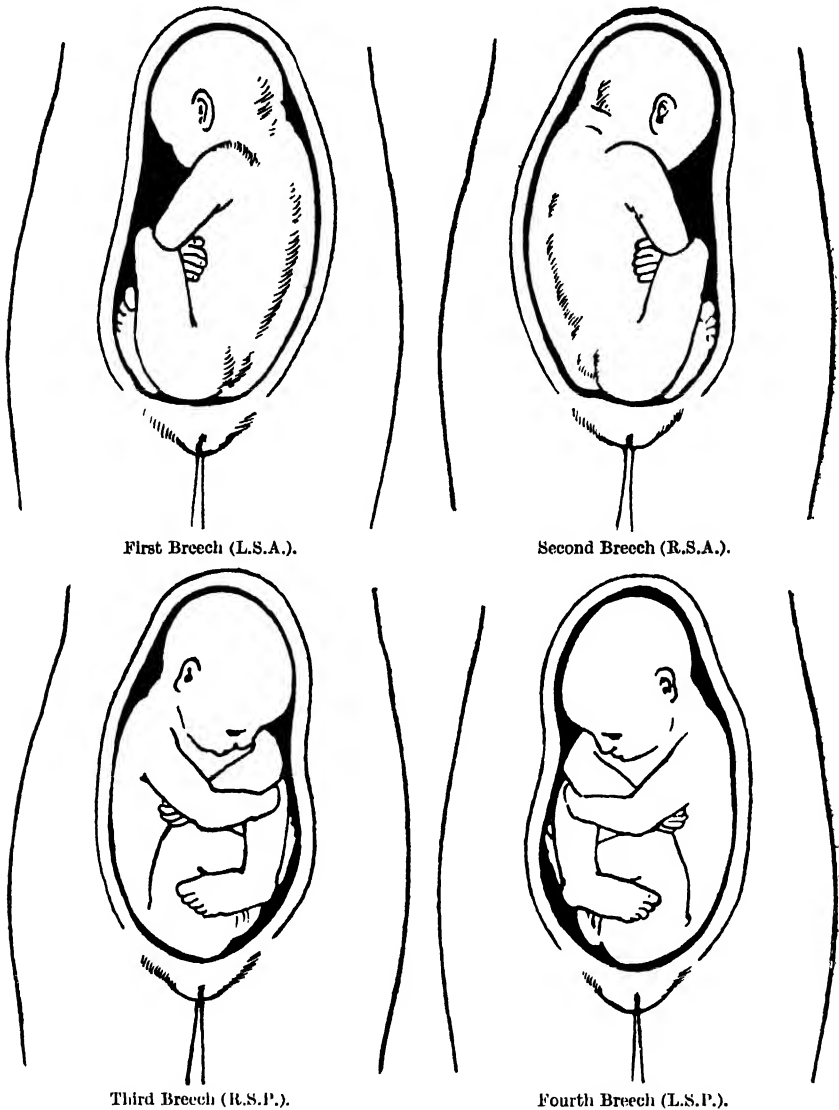 First Breech (L.S.A.).
Second Breech (R.S.A.).
Third Breech (R.S.P.).
Fourth Breech (L.S.P.).